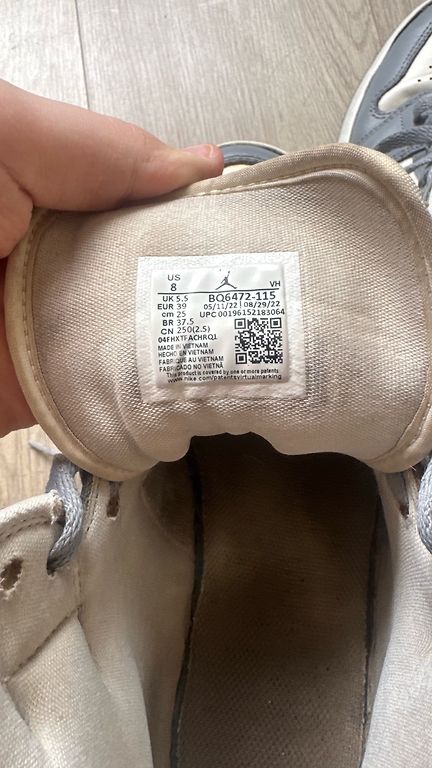 US
8
VH
UK 5.5 BQ6472-115
EUR 39 05/11/22 | 08/29/22
cm 25 UPC 00196152183064
BR 37.5
CN 250(2.5)
04FHXTFACHRQ1
MADE IN VIETNAM
HECHO EN VIETNAM
FABRIQUE AU VIETNAM
FABRICADO NO VIETNÃ
This product is covered by one or more patents
www.nike.com/patentsvirtualmarking